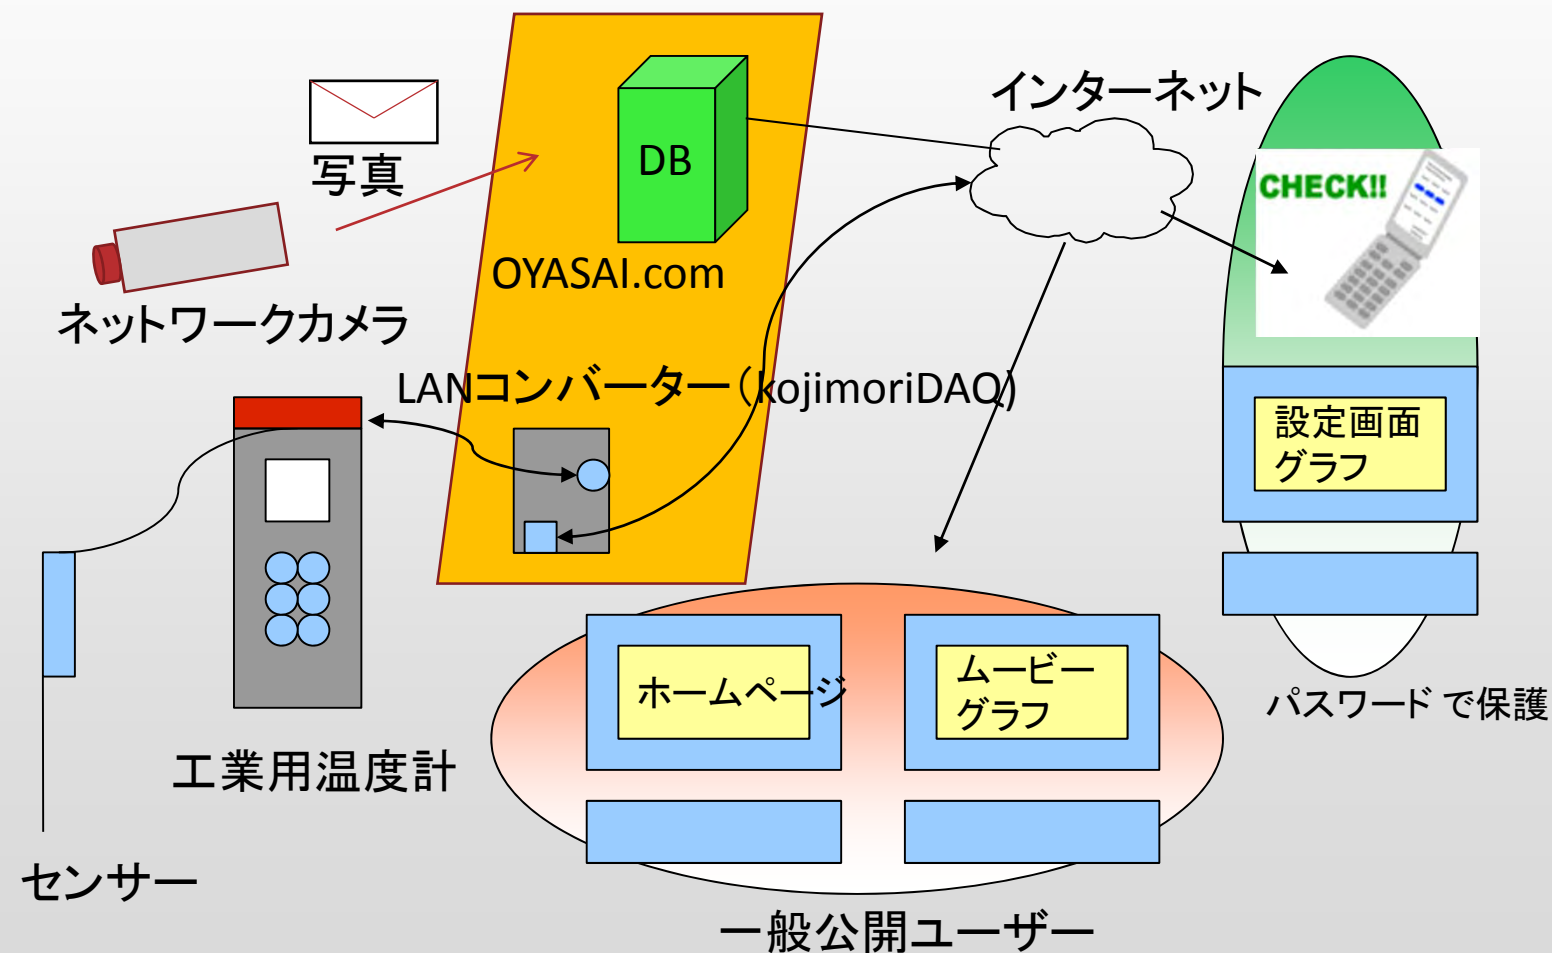 インターネット
写真
DB
CHECK!!
OYASAI.com
ネットワークカメラ
LANコンバーター（kojimoriDAQ)
設定画面
グラフ
ホームページ
ムービー
グラフ
パスワード で保護
工業用温度計
センサー
一般公開ユーザー